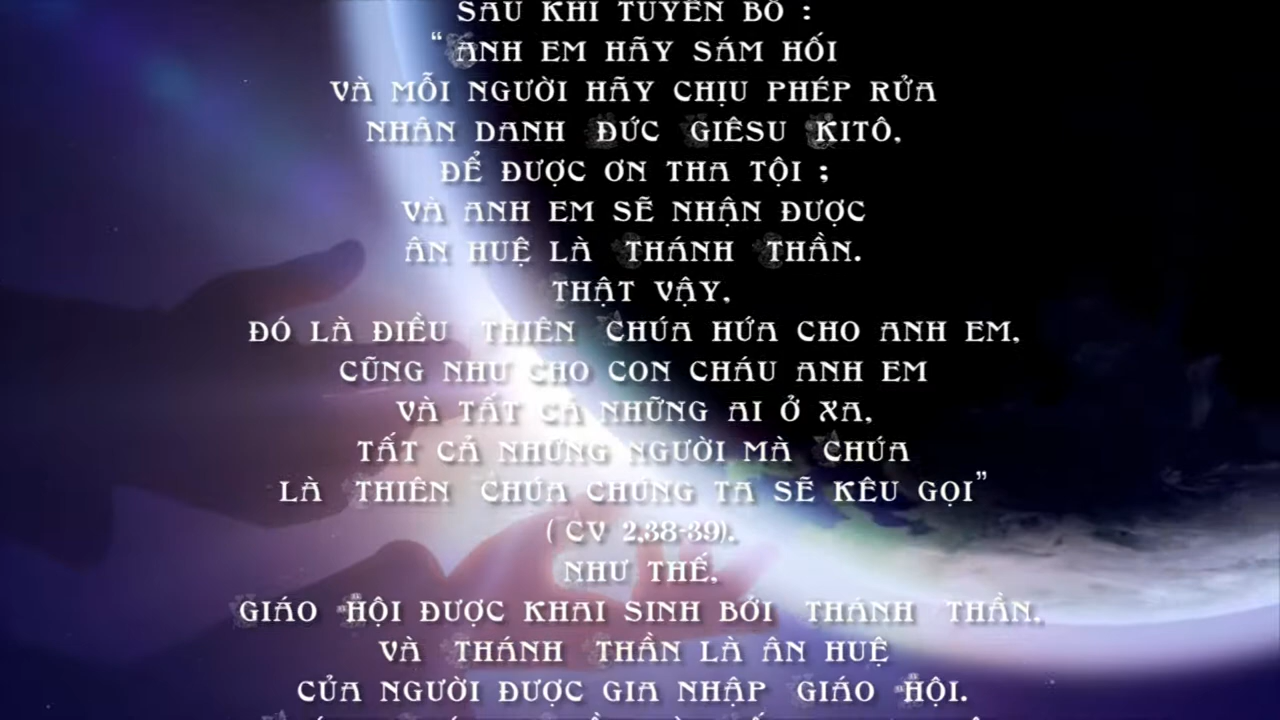 SAU KHI TUYÊN BỐ :
“ ANH EM HÃY SÁM HỐI
VÀ MỖI NGƯỜI HÃY CHỊU PHÉP RỬA
NHÂN DANH ĐỨC GIÊSU KITÔ,
ĐỂ ĐƯỢC ƠN THA TỘI ;
VÀ ANH EM SẼ NHẬN ĐƯỢC
ÂN HUỆ LÀ THÁNH THẦN.
THẬT VẬY,
ĐÓ LÀ ĐIỀU THIÊN CHÚA HỨA CHO ANH EM,
CŨNG NHƯ CHO CON CHÁU ANH EM
VÀ TẤT CẢ NHỮNG AI Ở XA,
TẤT CẢ NHỮNG NGƯỜI MÀ CHÚA
LÀ THIÊN CHÚA CHÚNG TA SẼ KÊU GỌI”
( CV 2,38-39).
NHƯ THẾ,
GIÁO HỘI ĐƯỢC KHAI SINH BỞI THÁNH THẦN,
VÀ THÁNH THẦN LÀ ÂN HUỆ
CỦA NGƯỜI ĐƯỢC GIA NHẬP GIÁO HỘI.